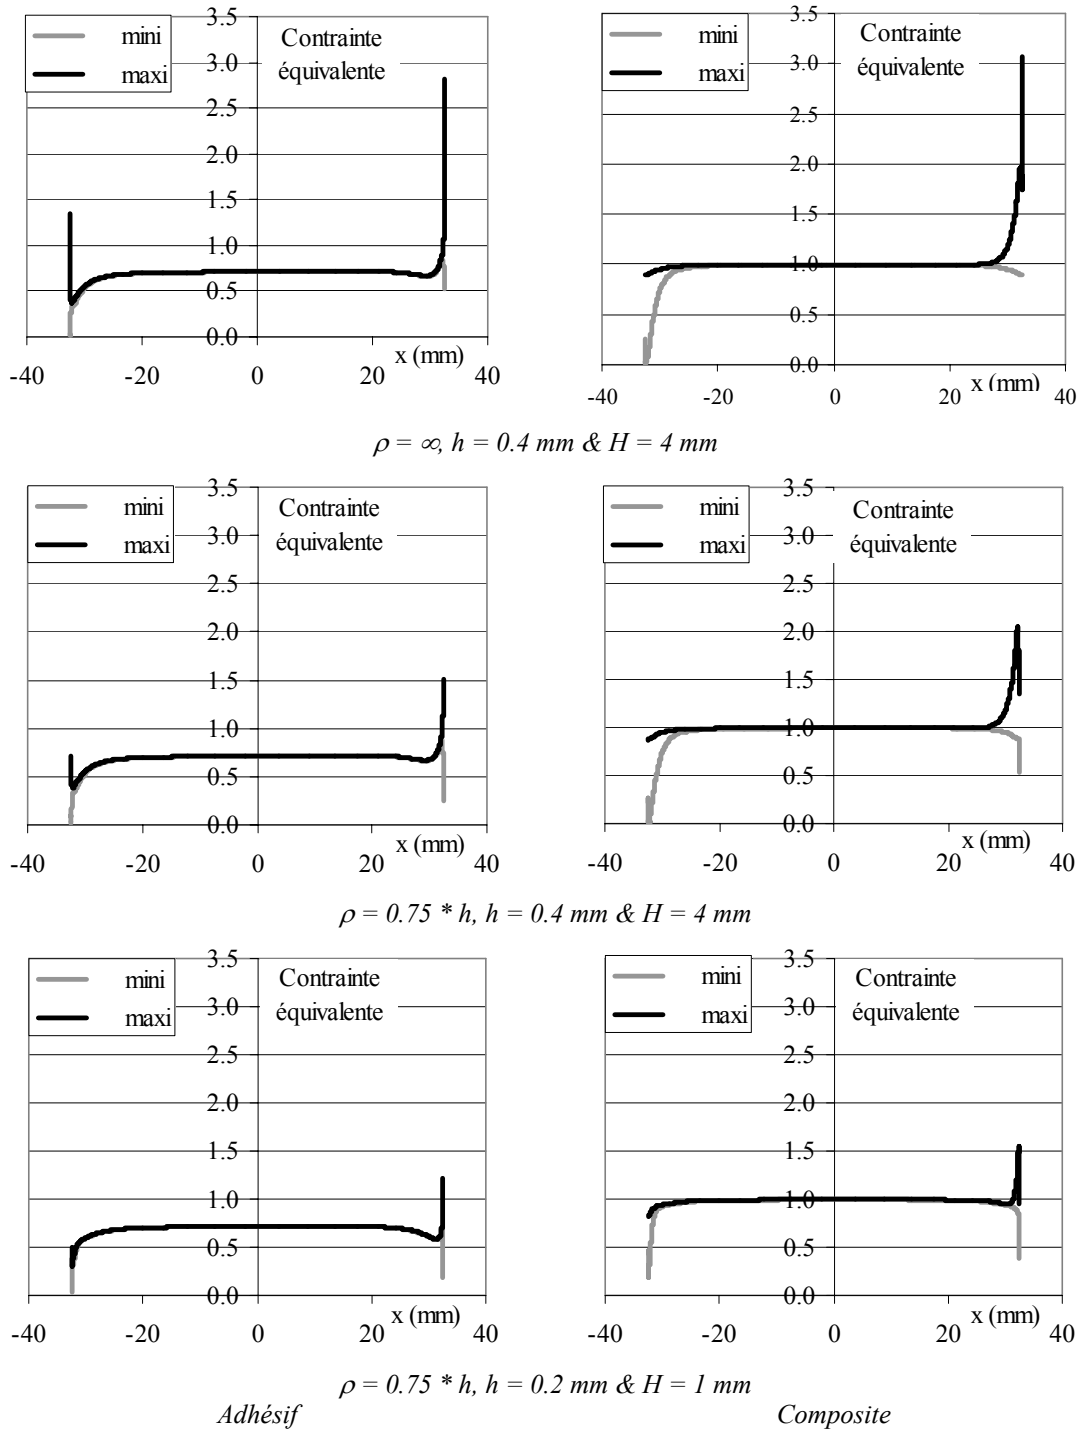 mini
maxi
Contrainte
équivalente
3.5
3.0
2.5
2.0
1.5
1.0
0.5
0.0
x (mm)
-40 -20 0 20 40
mini
maxi
Contrainte
équivalente
3.5
3.0
2.5
2.0
1.5
1.0
0.5
0.0
x (mm)
-40 -20 0 20 40
ρ = ∞, h = 0.4 mm & H = 4 mm
mini
maxi
Contrainte
équivalente
3.5
3.0
2.5
2.0
1.5
1.0
0.5
0.0
x (mm)
-40 -20 0 20 40
mini
maxi
Contrainte
équivalente
3.5
3.0
2.5
2.0
1.5
1.0
0.5
0.0
x (mm)
-40 -20 0 20 40
ρ = 0.75 * h, h = 0.4 mm & H = 4 mm
mini
maxi
Contrainte
équivalente
3.5
3.0
2.5
2.0
1.5
1.0
0.5
0.0
x (mm)
-40 -20 0 20 40
mini
maxi
Contrainte
équivalente
3.5
3.0
2.5
2.0
1.5
1.0
0.5
0.0
x (mm)
-40 -20 0 20 40
ρ = 0.75 * h, h = 0.2 mm & H = 1 mm
Adhésif Composite